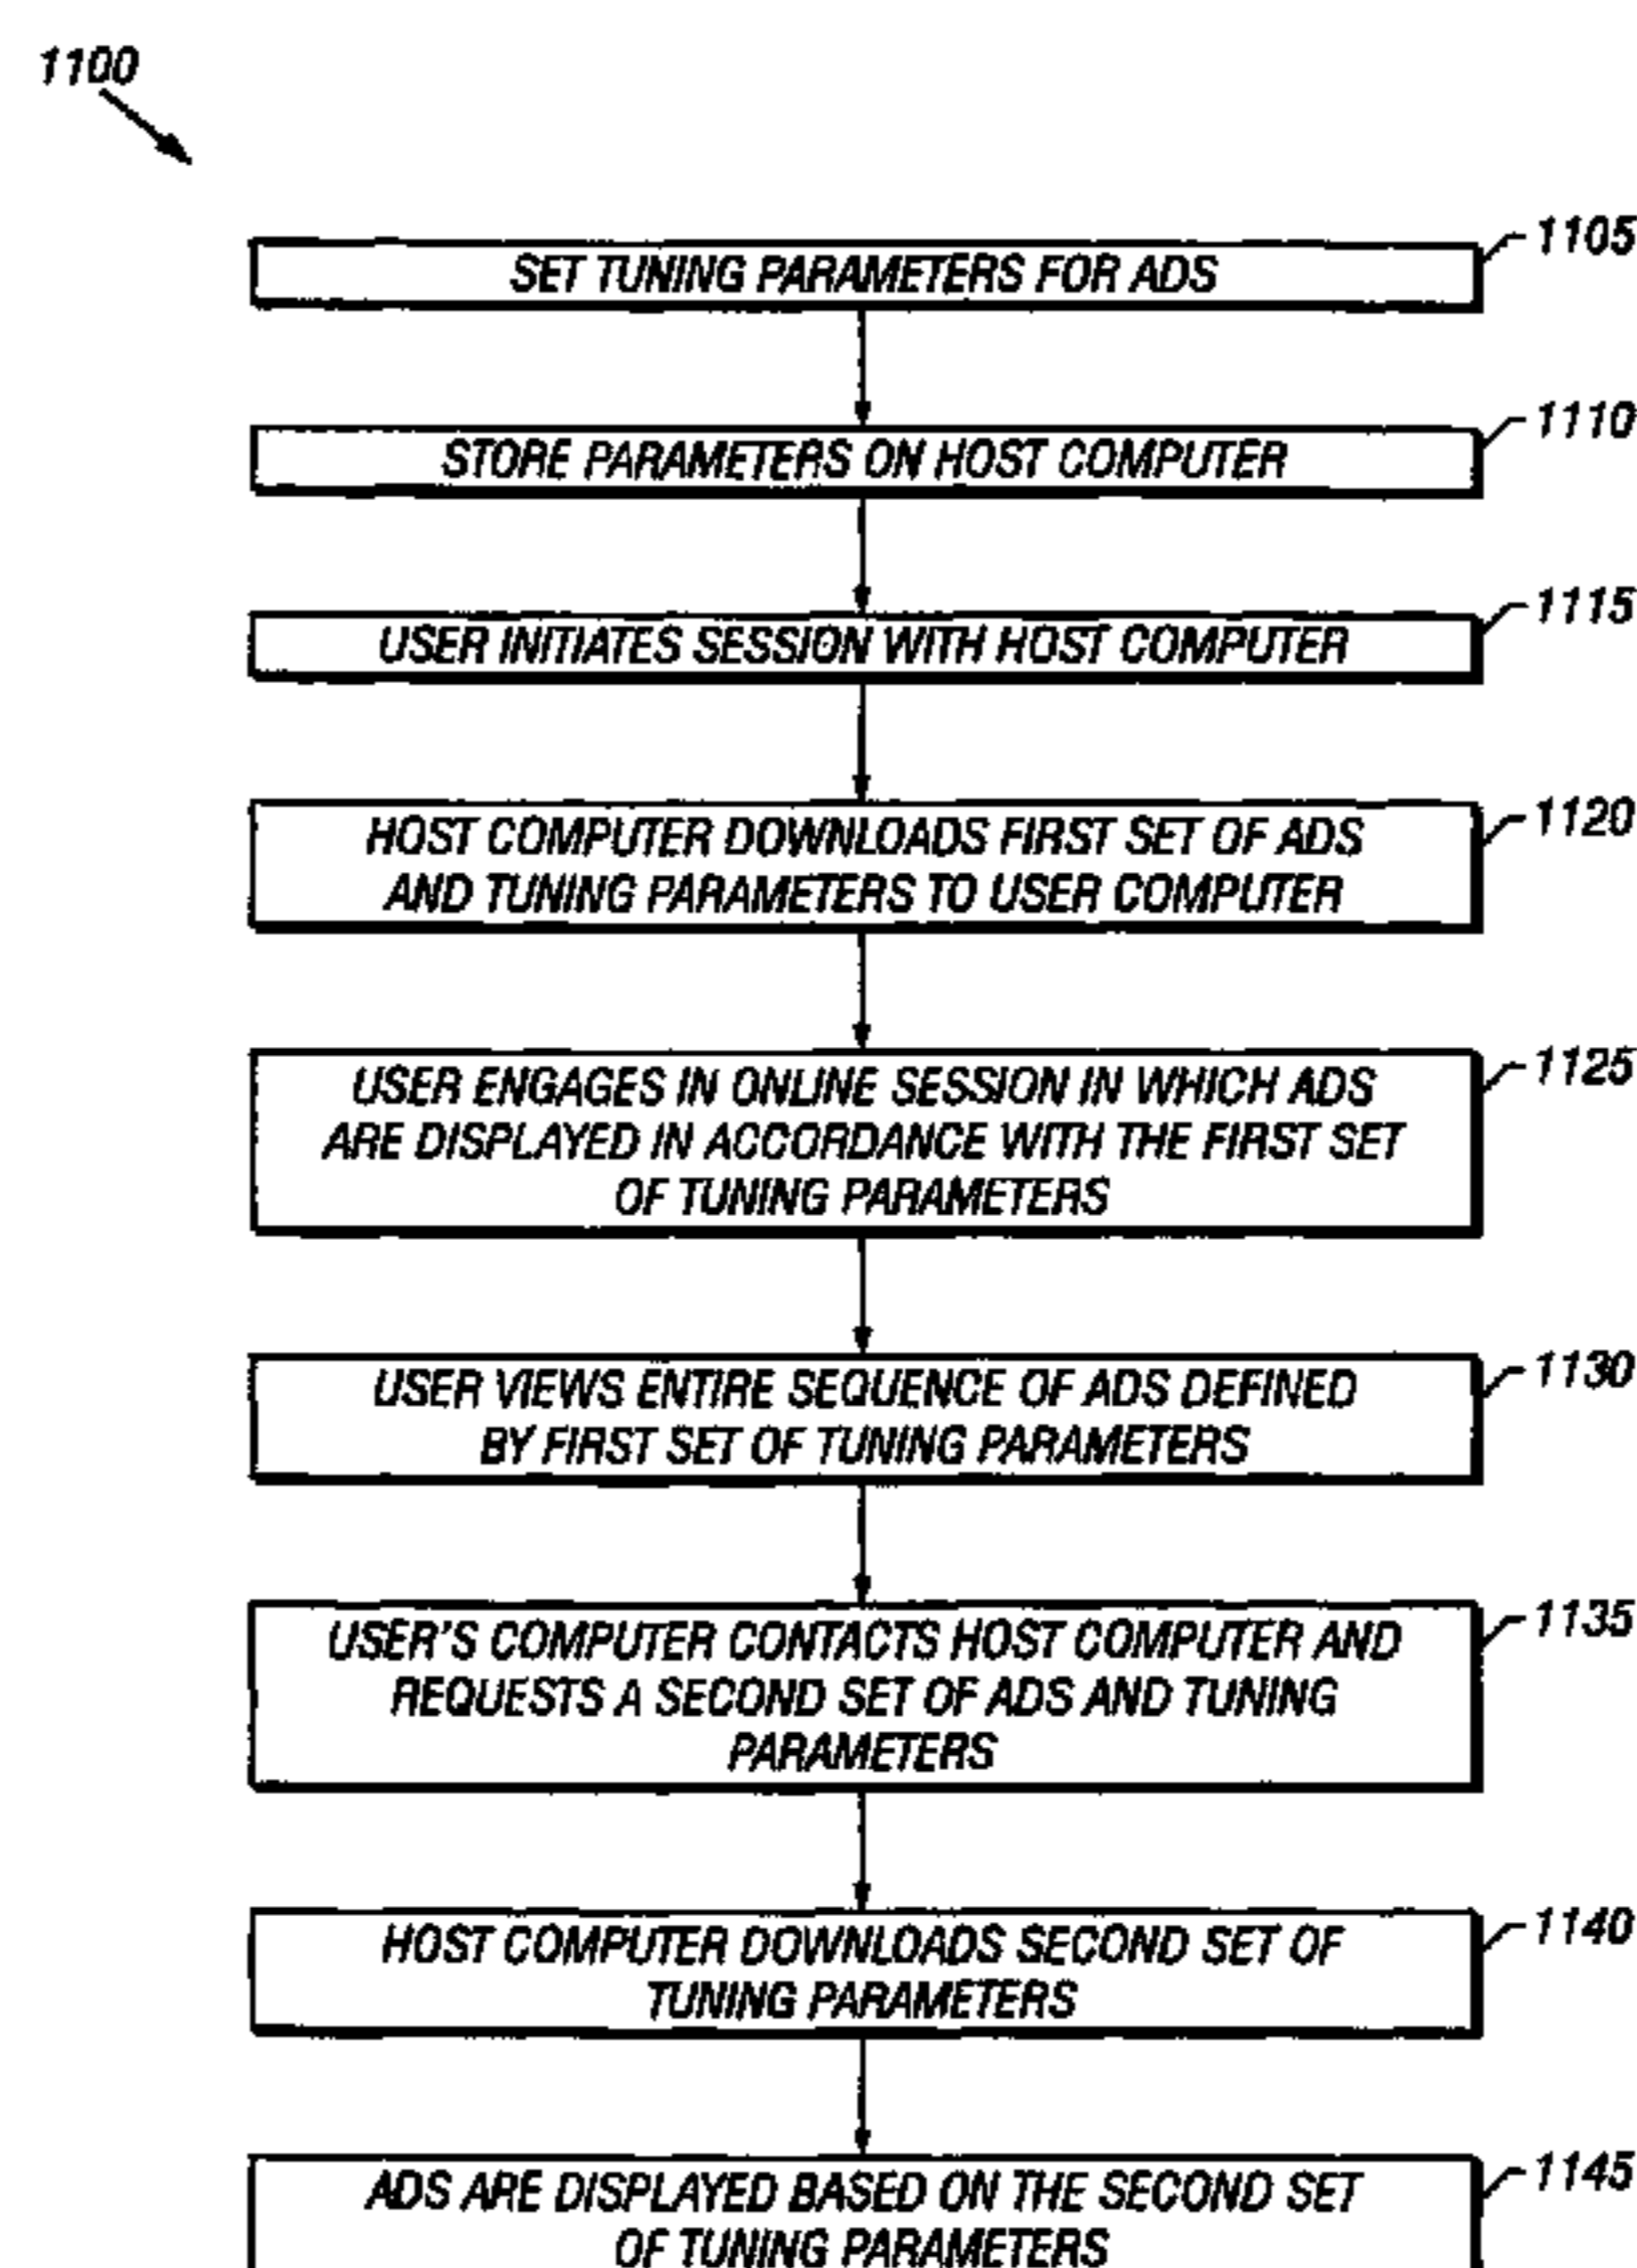 1100
1105
SET TUNING PARAMETERS FOR ADS
1110
STORE PARAMETERS ON HOST COMPUTER
1115
USER INITIATES SESSION WITH HOST COMPUTER
1120
HOST COMPUTER DOWNLOADS FIRST SET OF ADS
AND TUNING PARAMETERS TO USER COMPUTER
1125
USER ENGAGES IN ONLINE SESSION IN WHICH ADS
ARE DISPLAYED IN ACCORDANCE WITH THE FIRST SET
OF TUNING PARAMETERS
1130
USER VIEWS ENTIRE SEQUENCE OF ADS DEFINED
BY FIRST SET OF TUNING PARAMETERS
1135
USER'S COMPUTER CONTACTS HOST COMPUTER AND
REQUESTS A SECOND SET OF ADS AND TUNING
PARAMETERS
1140
HOST COMPUTER DOWNLOADS SECOND SET OF
TUNING PARAMETERS
1145
ADS ARE DISPLAYED BASED ON THE SECOND SET
OF TUNING PARAMETERS